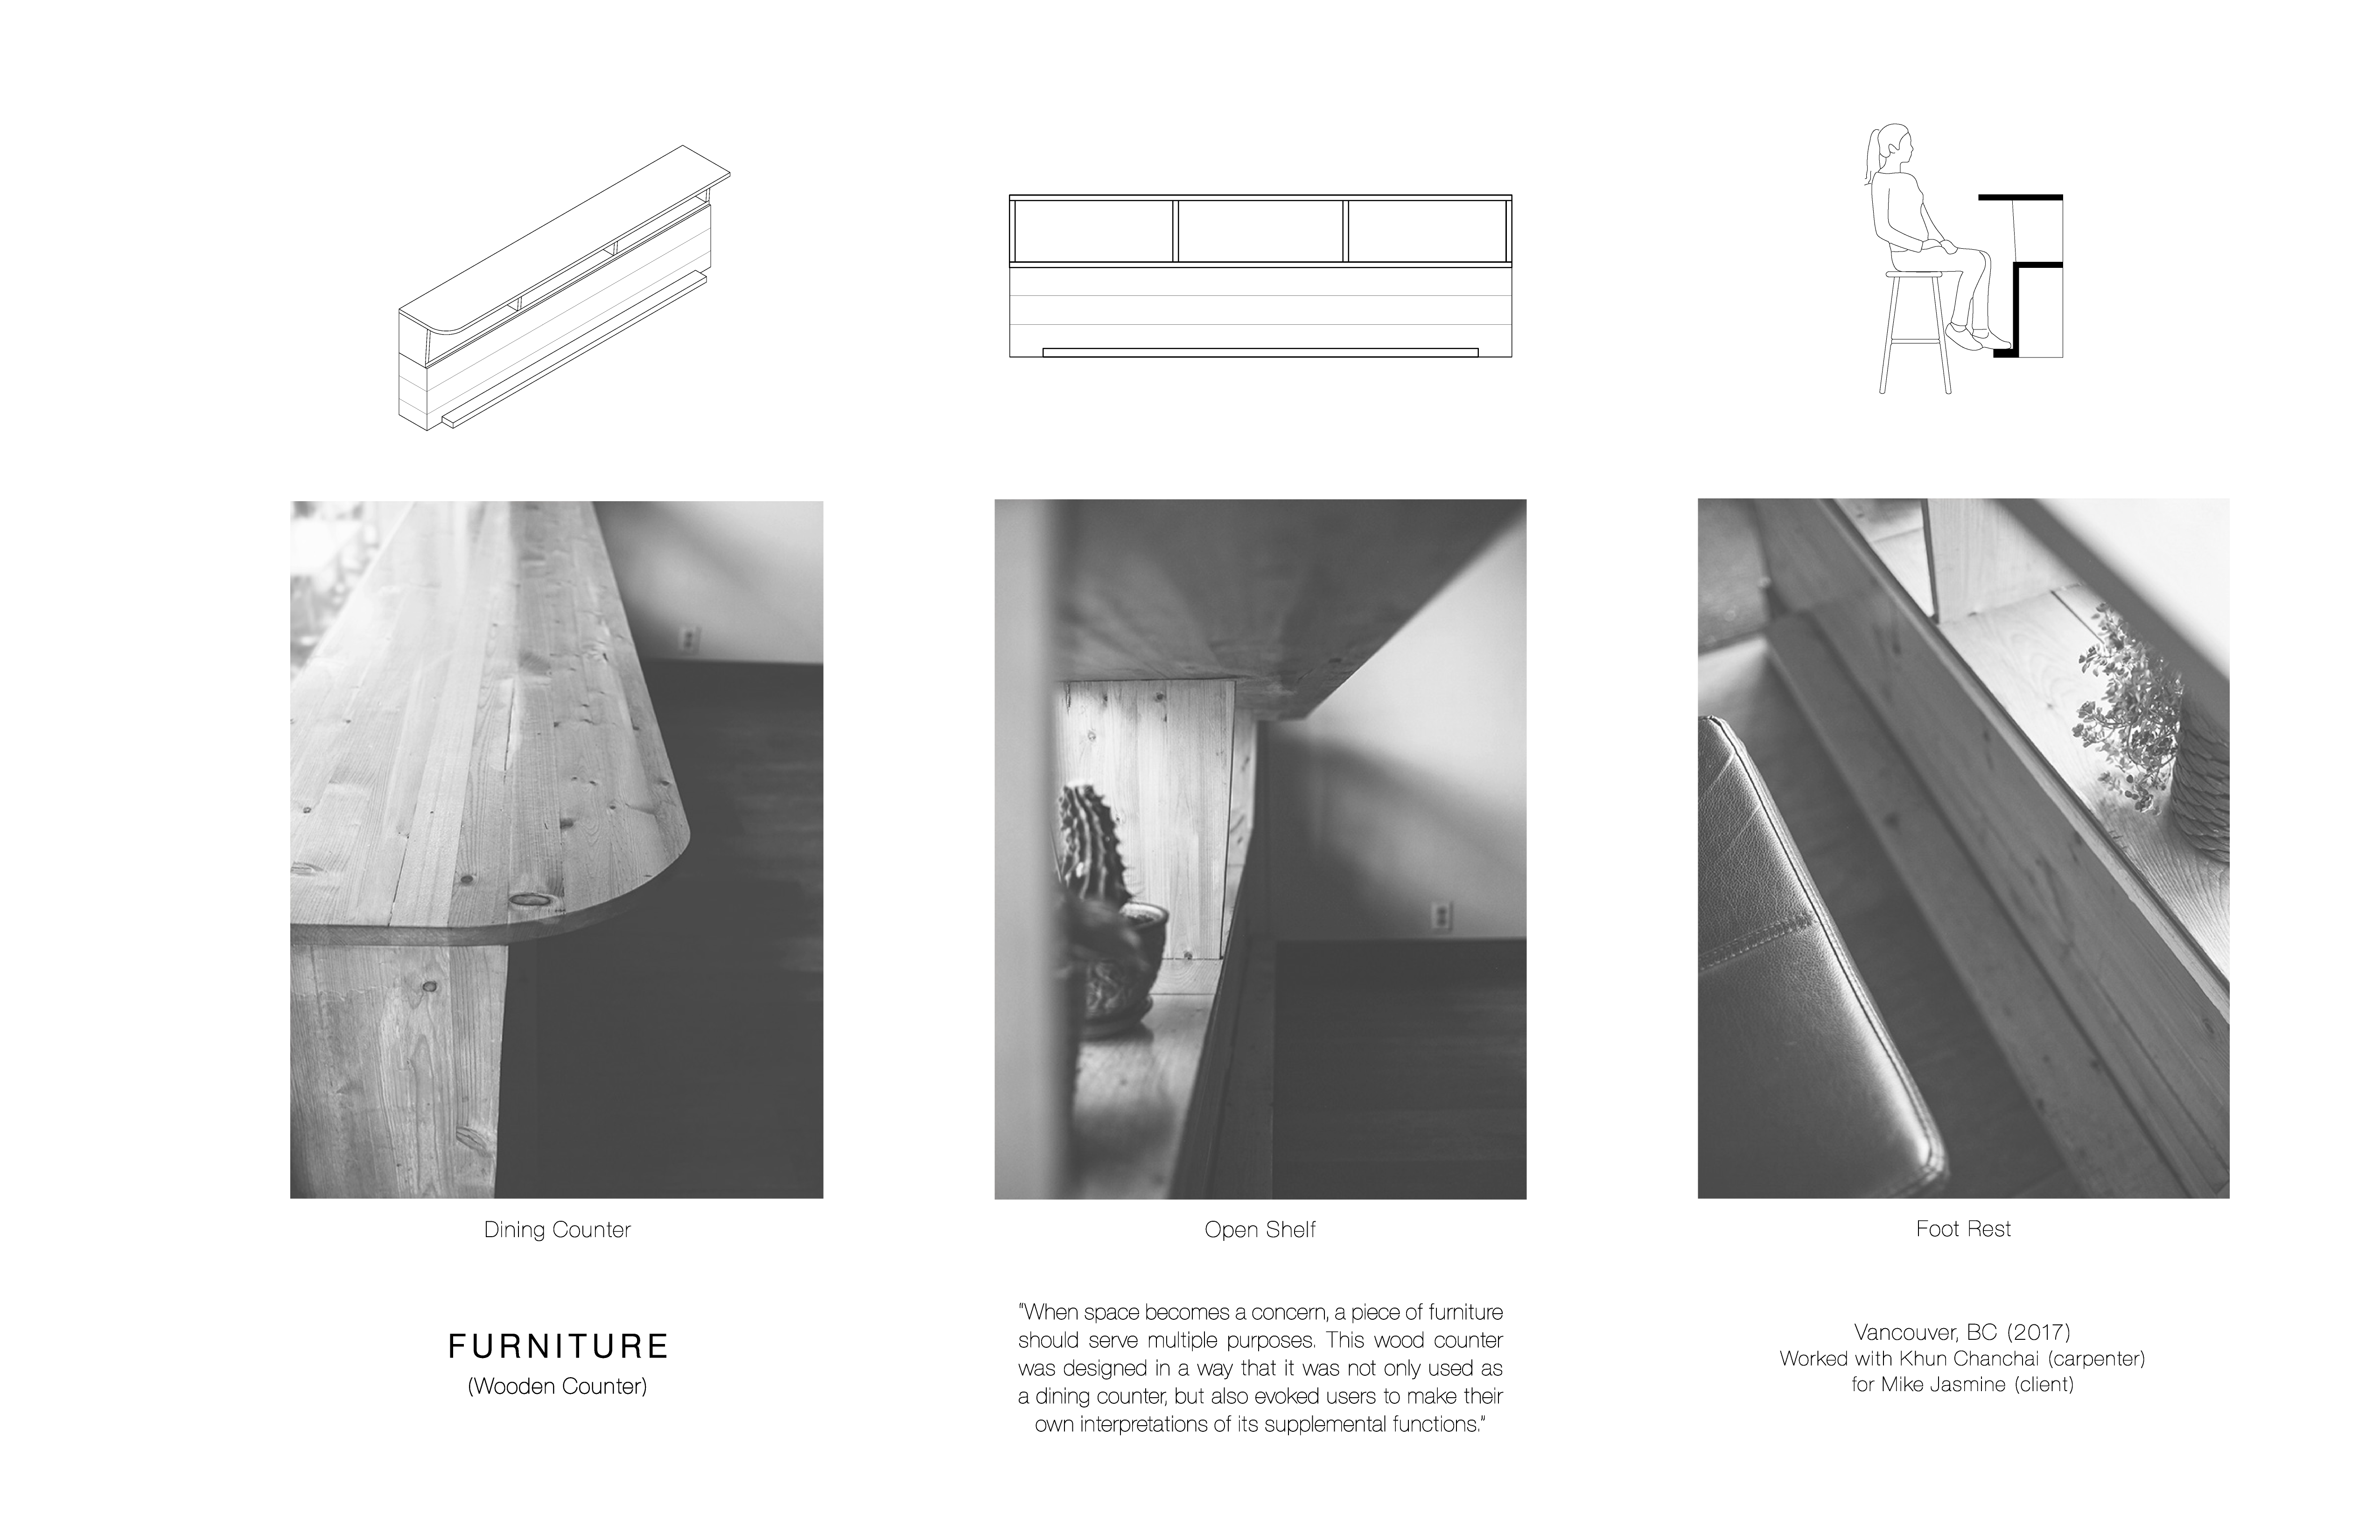 Dining Counter
Open Shelf
Foot Rest
FURNITURE
(Wooden Counter)
"When space becomes a concern, a piece of furniture
should serve multiple purposes. This wood counter
was designed in a way that it was not only used as
a dining counter, but also evoked users to make their
own interpretations of its supplemental functions."
Vancouver, BC (2017)
Worked with Khun Chanchai (carpenter)
for Mike Jasmine (client)